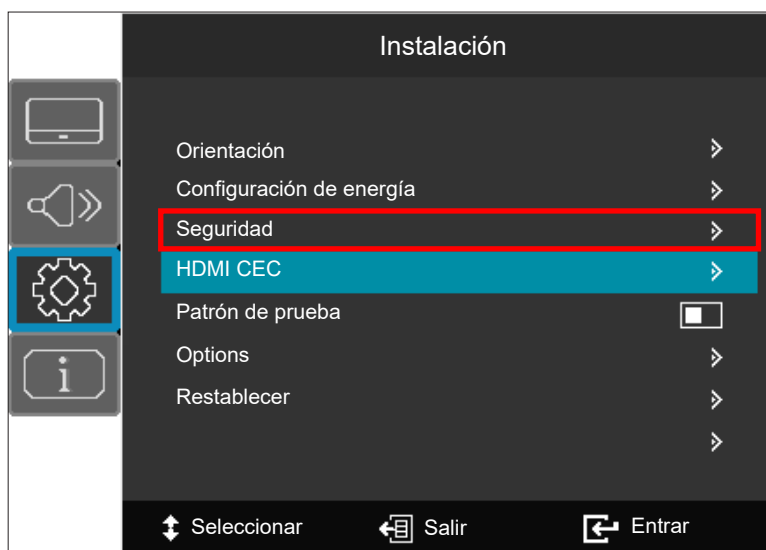 Instalación
Orientación
Configuración de energía
Seguridad
HDMI CEC
Patrón de prueba
Options
Restablecer
i
Seleccionar Salir Entrar